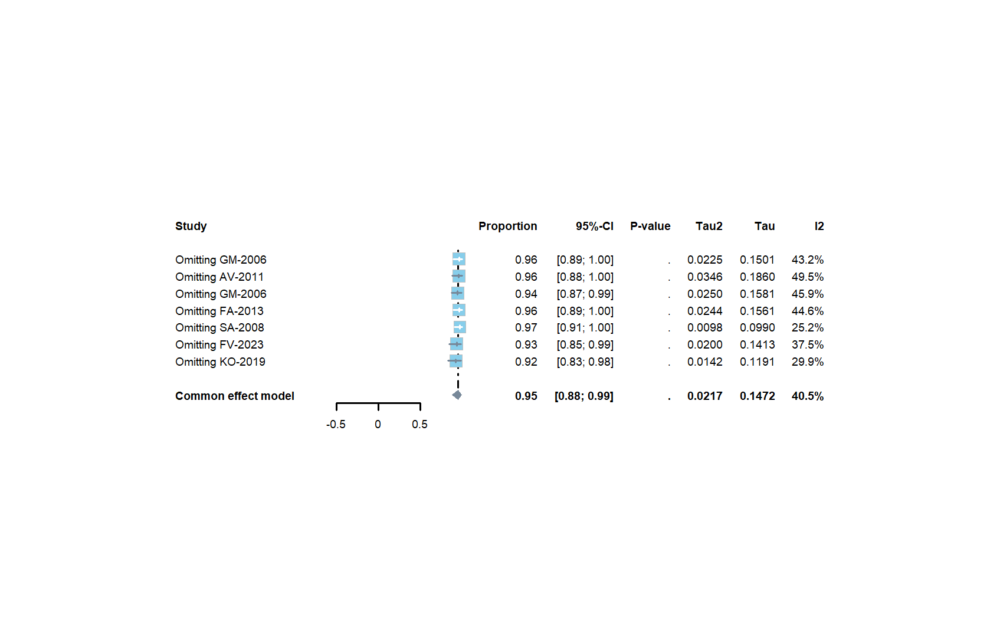 Study Proportion 95%-CI P-value Tau2 Tau I2
Omitting GM-2006 0.96 [0.89; 1.00] . 0.0225 0.1501 43.2%
Omitting AV-2011 0.96 [0.88; 1.00] . 0.0346 0.1860 49.5%
Omitting GM-2006 0.94 [0.87; 0.99] . 0.0250 0.1581 45.9%
Omitting FA-2013 0.96 [0.89; 1.00] . 0.0244 0.1561 44.6%
Omitting SA-2008 0.97 [0.91; 1.00] . 0.0098 0.0990 25.2%
Omitting FV-2023 0.93 [0.85; 0.99] . 0.0200 0.1413 37.5%
Omitting KO-2019 0.92 [0.83; 0.98] . 0.0142 0.1191 29.9%
Common effect model 0.95 [0.88; 0.99] . 0.0217 0.1472 40.5%
-0.5 0 0.5